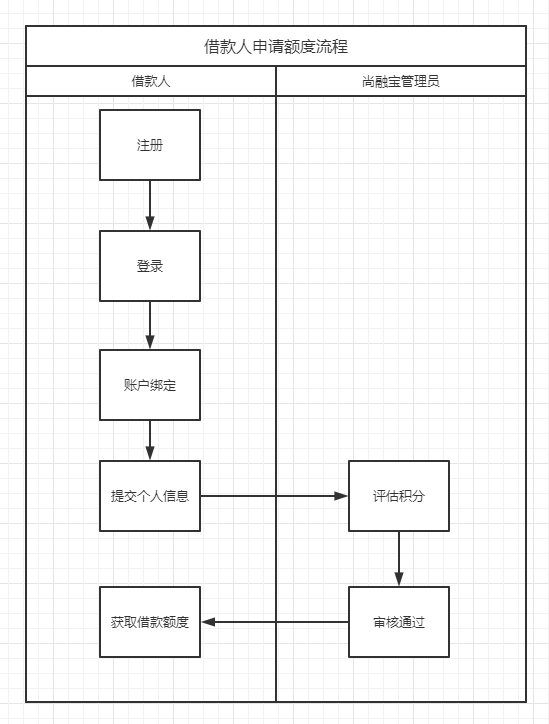 借款人申请额度流程
借款人
尚融宝管理员
注册
登录
账户绑定
提交个人信息
评估积分
获取借款额度
审核通过